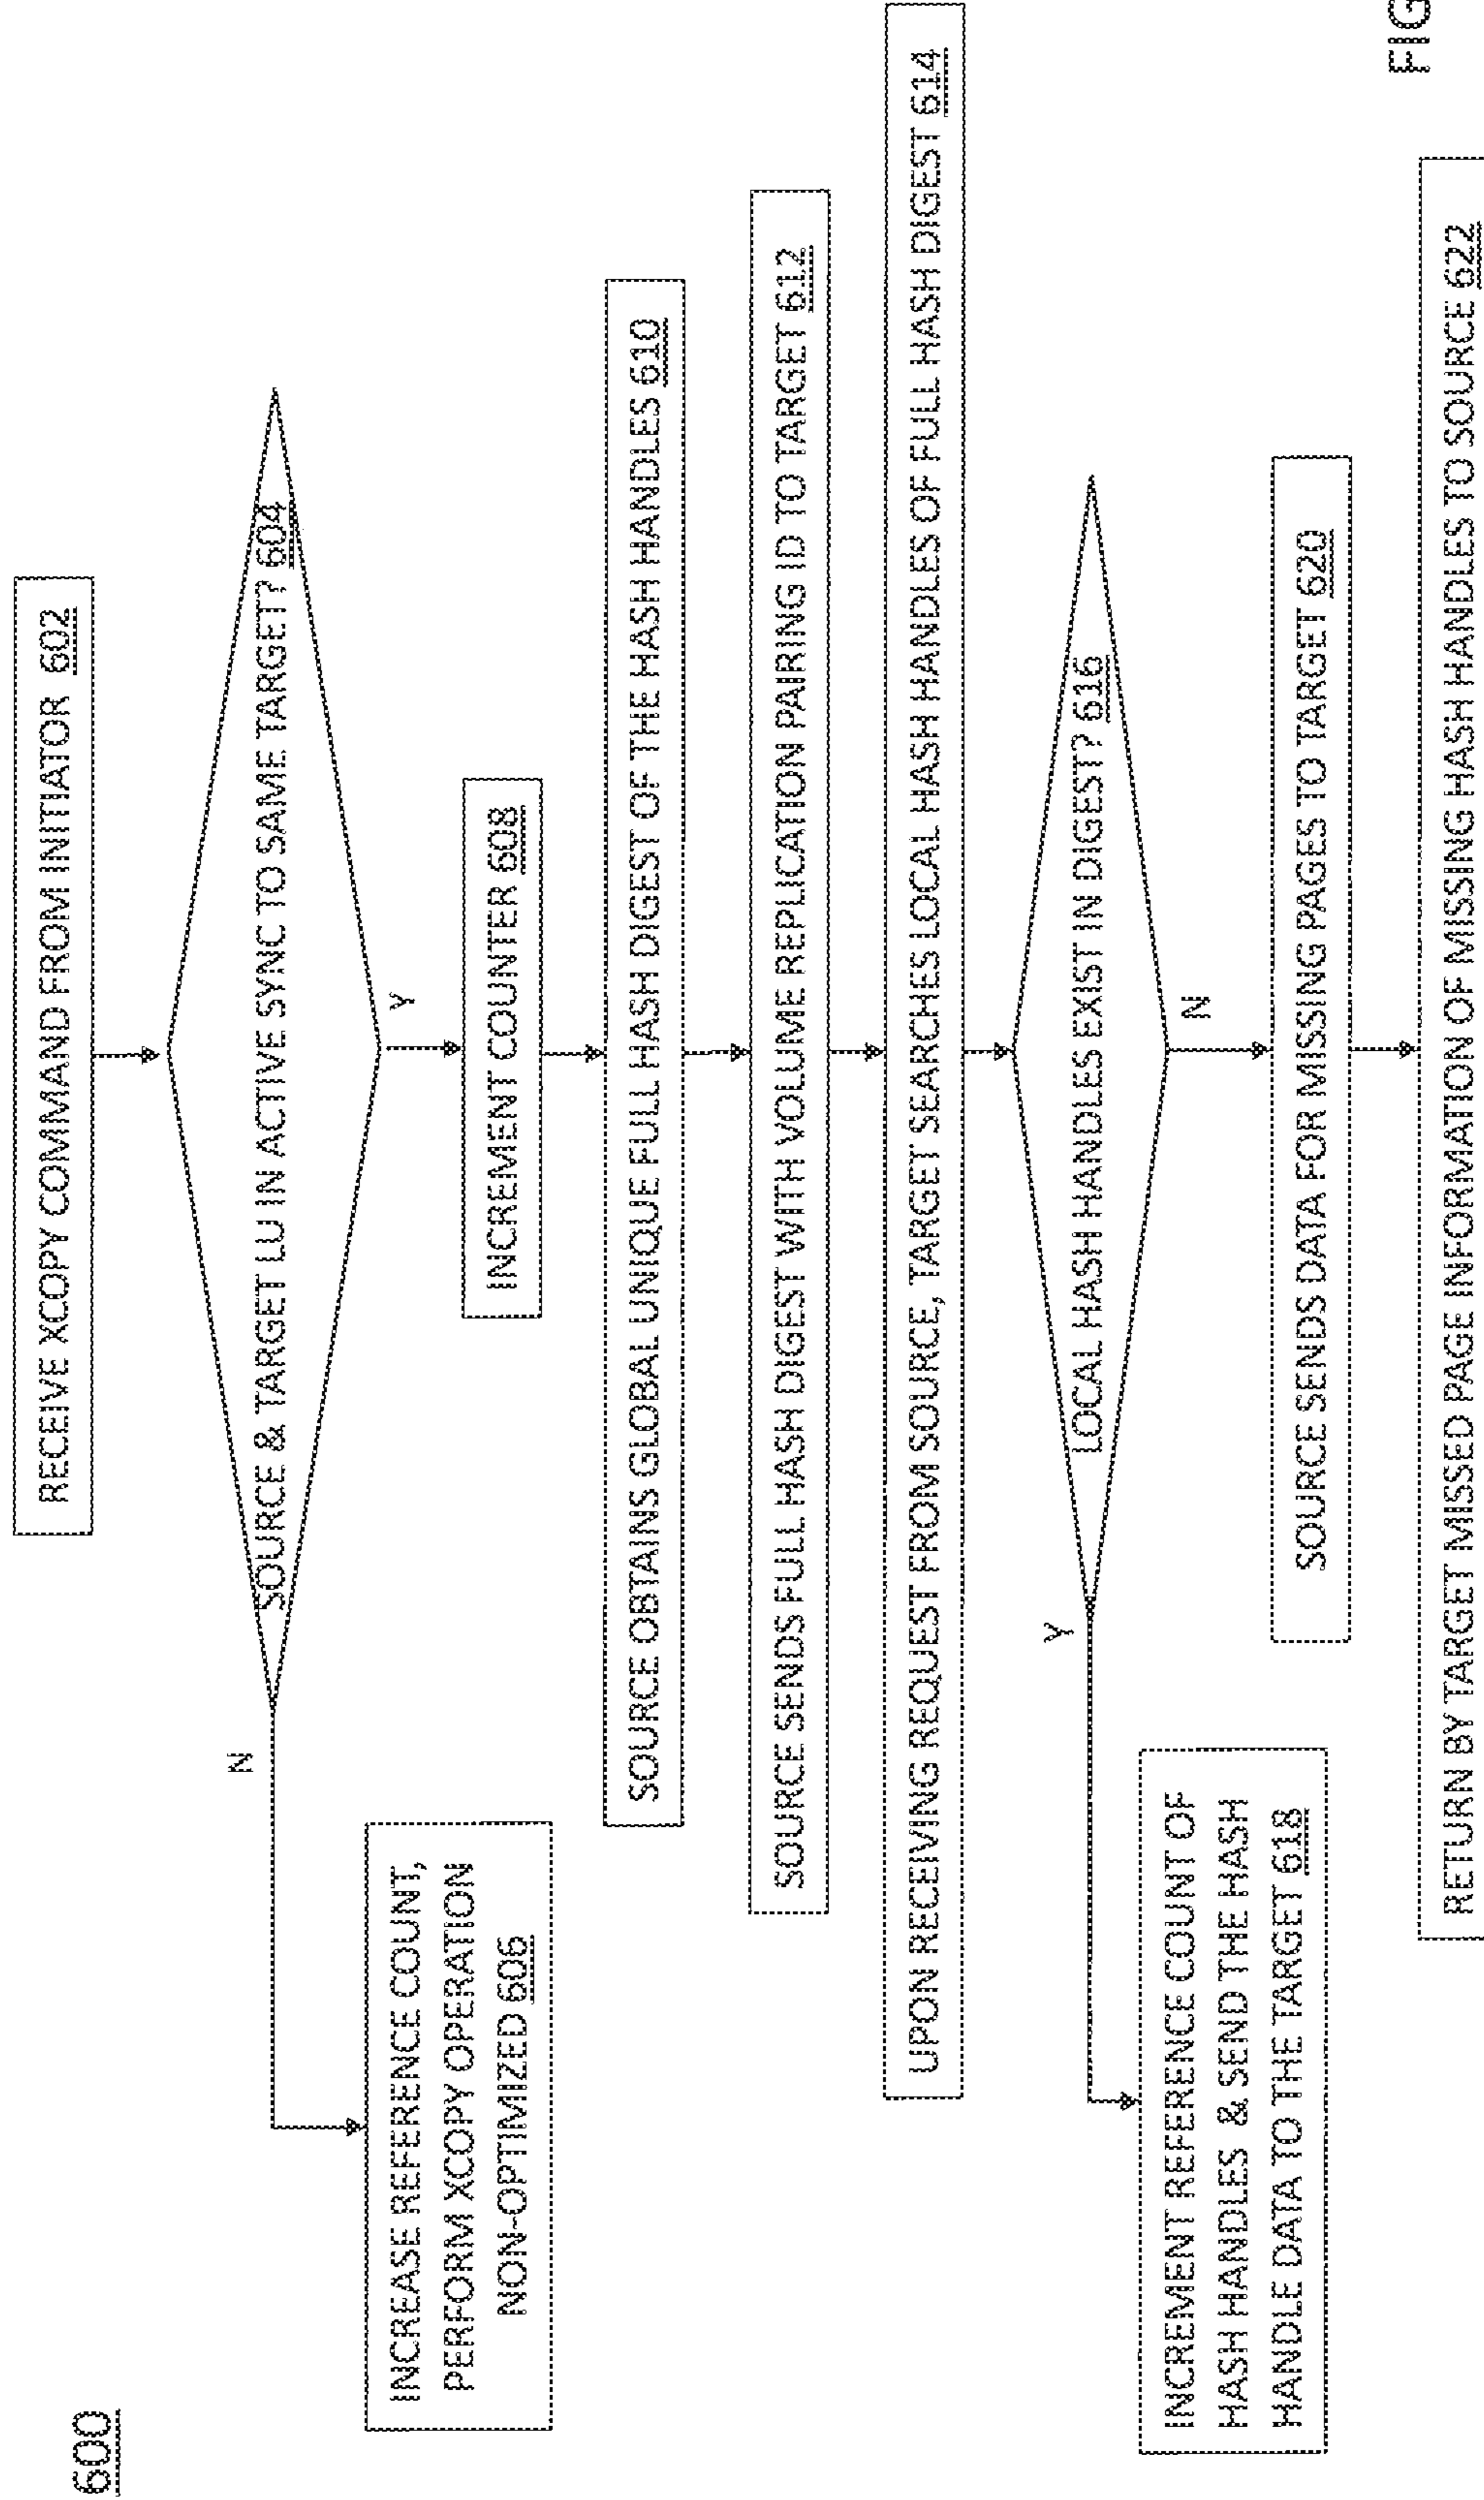 600
RECEIVE XCOPY COMMAND FROM INITIATOR 602
SOURCE & TARGET LU IN ACTIVE SYNC TO SAME TARGET? 604
N
Y
INCREASE REFERENCE COUNT,
PERFORM XCOPY OPERATION
NON-OPTIMIZED 606
INCREMENT COUNTER 608
SOURCE OBTAINS GLOBAL UNIQUE FULL HASH DIGEST OF THE HASH HANDLES 610
SOURCE SENDS FULL HASH DIGEST WITH VOLUME REPLICATION PAIRING ID TO TARGET 612
UPON RECEIVING REQUEST FROM SOURCE, TARGET SEARCHES LOCAL HASH HANDLES OF FULL HASH DIGEST 614
LOCAL HASH HANDLES EXIST IN DIGEST? 616
Y
N
INCREMENT REFERENCE COUNT OF
HASH HANDLES & SEND THE HASH
HANDLE DATA TO THE TARGET 618
SOURCE SENDS DATA FOR MISSING PAGES TO TARGET 620
RETURN BY TARGET MISSED PAGE INFORMATION OF MISSING HASH HANDLES TO SOURCE 622
FIG